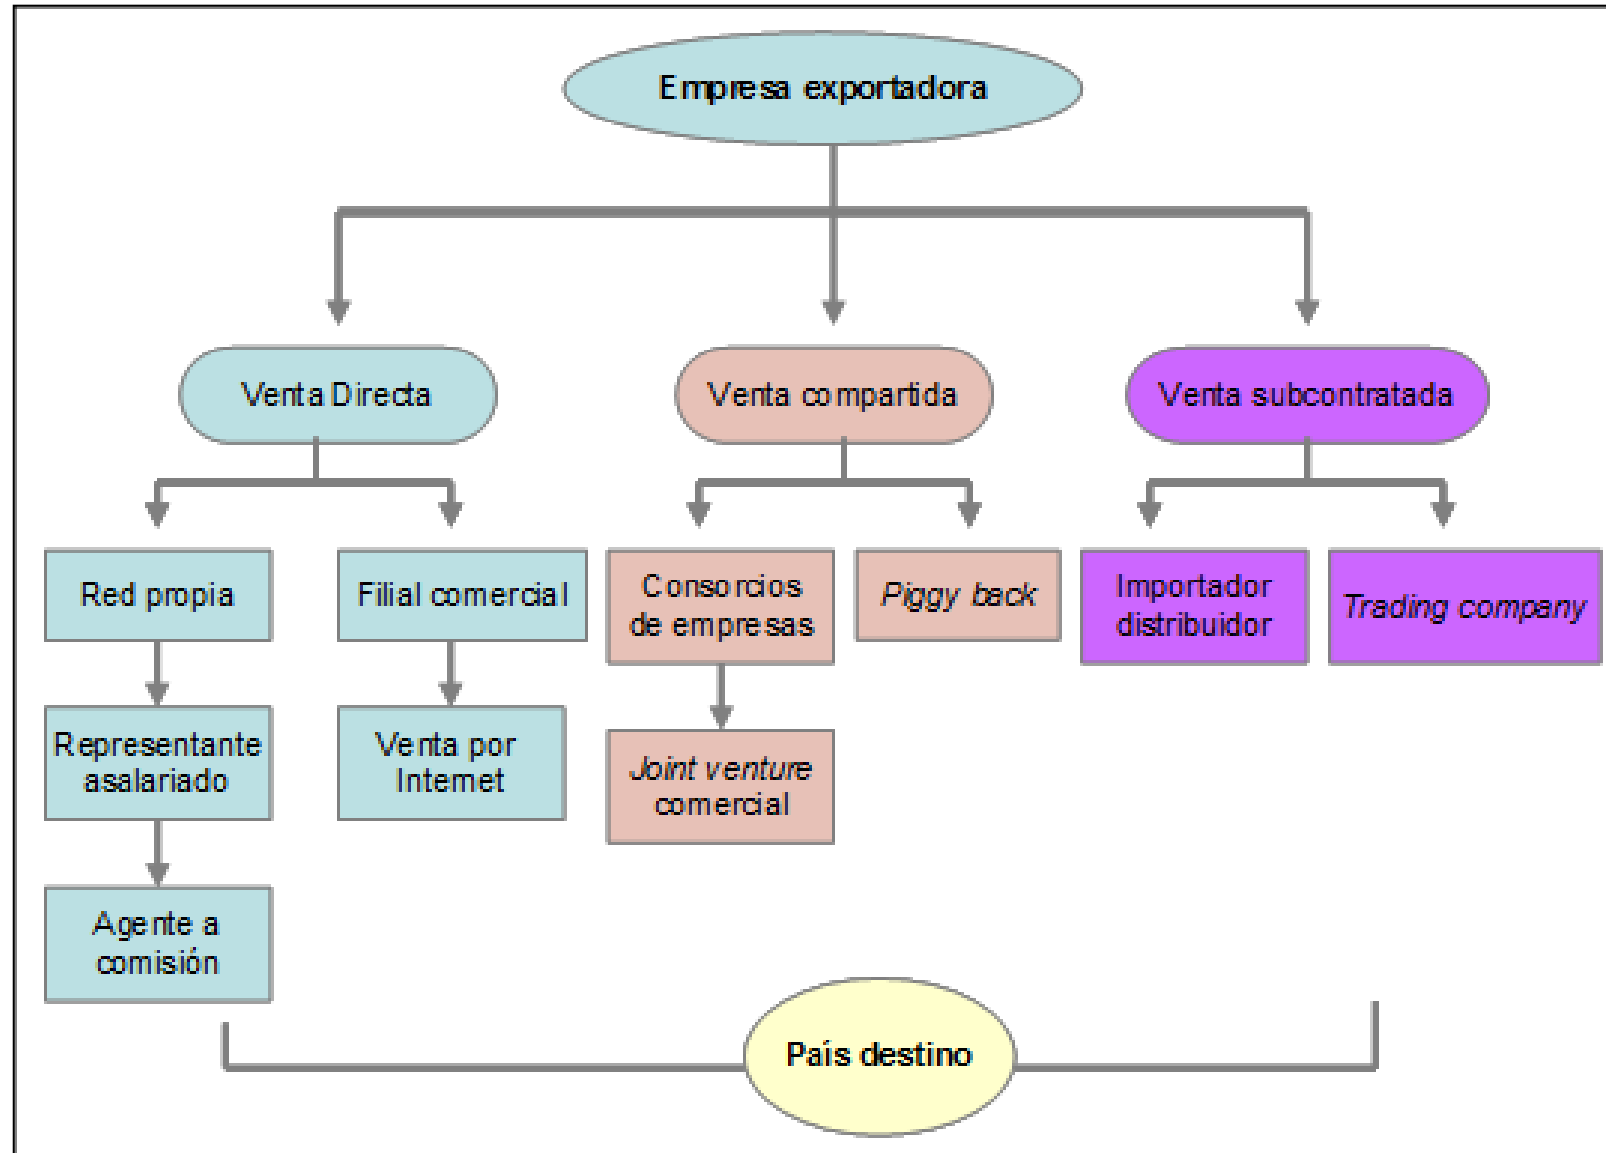 Empresa exportadora
Venta Directa
Venta compartida
Venta subcontratada
Red propia
Filial comercial
Consorcios
de empresas
Piggy back
Importador
distribuidor
Trading company
Representante
asalariado
Venta por
Internet
Joint venture
comercial
Agente a
comisión
País destino